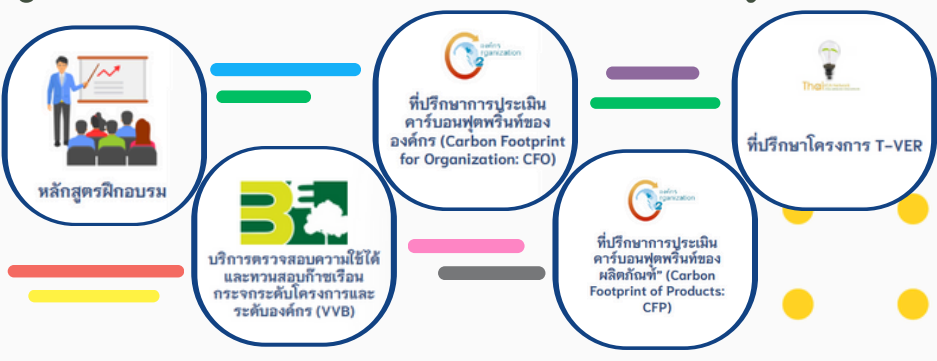 หลักสูตรฝึกอบรม
บริการตรวจสอบความใช้ได้
และทวนสอบก๊าซเรือน
กระจกระดับโครงการและ
ระดับองค์กร (VVB)
ที่ปรึกษาการประเมิน
คาร์บอนฟุตพริ้นท์ของ
องค์กร (Carbon Footprint
for Organization: CFO)
ที่ปรึกษาการประเมิน
คาร์บอนฟุตพริ้นท์ของ
ผลิตภัณฑ์" (Carbon
Footprint of Products:
CFP)
ที่ปรึกษาโครงการ T-VER